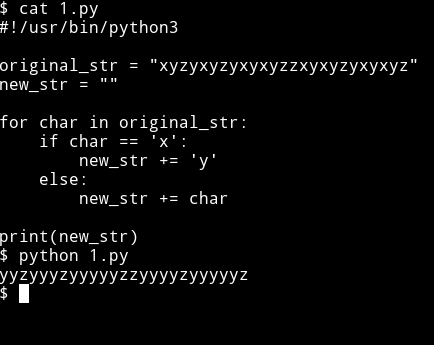 $ cat 1.py
#!/usr/bin/python3

original_str = "xyzyxyzyxyxyzzxyxyzyxyxyz"
new_str = ""

for char in original_str:
    if char == 'x':
        new_str += 'y'
    else:
        new_str += char

print(new_str)
$ python 1.py
yyzyyyzyyyyyzzyyyyzyyyyyz
$